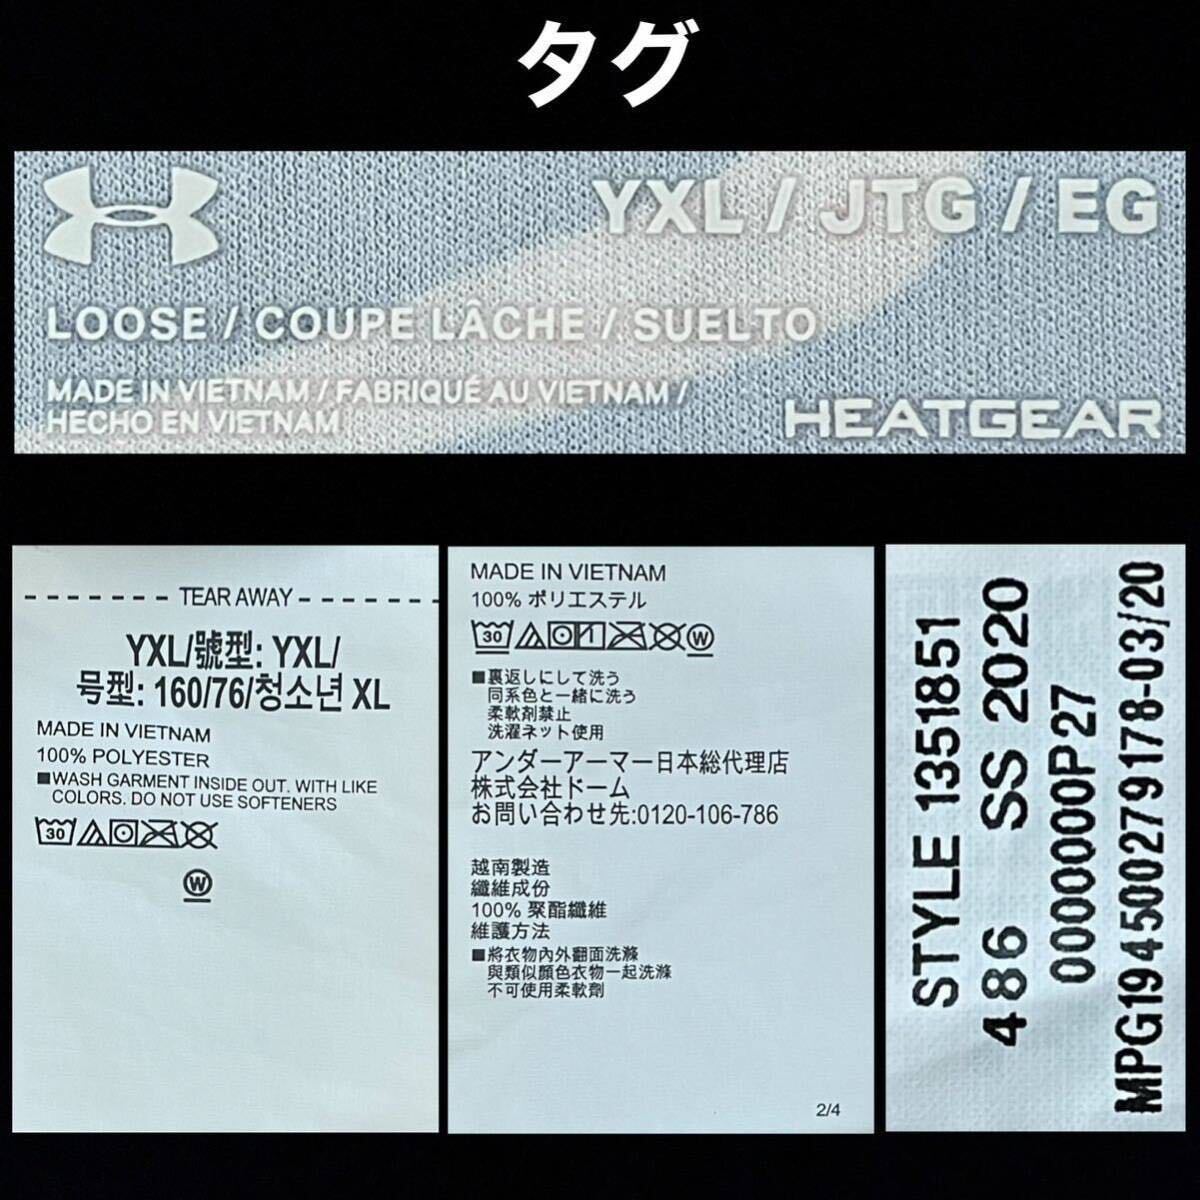 タグ
YXL / JTG / EG
LOOSE / COUPE LÂCHE / SUELTO
MADE IN VIETNAM / FABRIQUÉ AU VIETNAM /
HECHO EN VIETNAM
HEATGEAR
TEAR AWAY
YXL/號型: YXL/
号型: 160/76/청소년 XL
MADE IN VIETNAM
100% POLYESTER
■WASH GARMENT INSIDE OUT. WITH LIKE
COLORS. DO NOT USE SOFTENERS
30
W
MADE IN VIETNAM
100% ポリエステル
30 W
■裏返しにして洗う
同系色と一緒に洗う
柔軟剤禁止
洗濯ネット使用
アンダーアーマー日本総代理店
株式会社ドーム
お問い合わせ先:0120-106-786
越南製造
纖維成份
100% 聚酯纖維
維護方法
■將衣物內外翻面洗滌
與類似顏色衣物一起洗滌
不可使用柔軟劑
2/4
STYLE 1351851
486 SS 2020
0000000P27
MPG194500279178-03/20